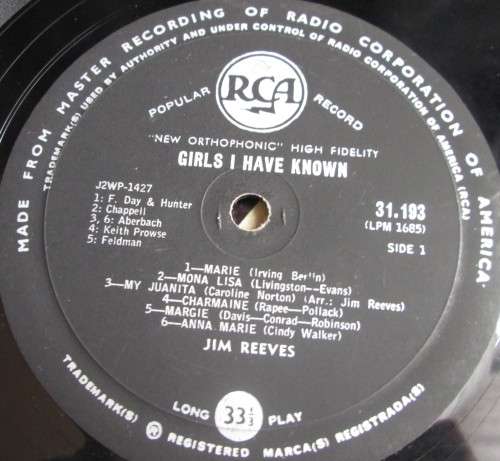 MADE FROM MASTER RECORDING OF RADIO CORPORATION OF AMERICA
TRADEMARK(S) USED BY AUTHORITY AND UNDER CONTROL OF RADIO CORPORATION OF AMERICA (RCA)
RCA
POPULAR RECORD
"NEW ORTHOPHONIC" HIGH FIDELITY
GIRLS I HAVE KNOWN
J2WP-1427
1: F. Day & Hunter
2: Chappell
3, 6: Aberbach
4: Keith Prowse
5: Feldman
31.193
(LPM 1685)
SIDE 1
1—MARIE (Irving Berlin)
2—MONA LISA (Livingston—Evans)
3—MY JUANITA (Caroline Norton) (Arr.: Jim Reeves)
4—CHARMAINE (Rapee—Pollack)
5—MARGIE (Davis—Conrad—Robinson)
6—ANNA MARIE (Cindy Walker)
JIM REEVES
LONG 33⅓ PLAY
TRADEMARK(S) ® REGISTERED MARCA(S) REGISTRADA(S)